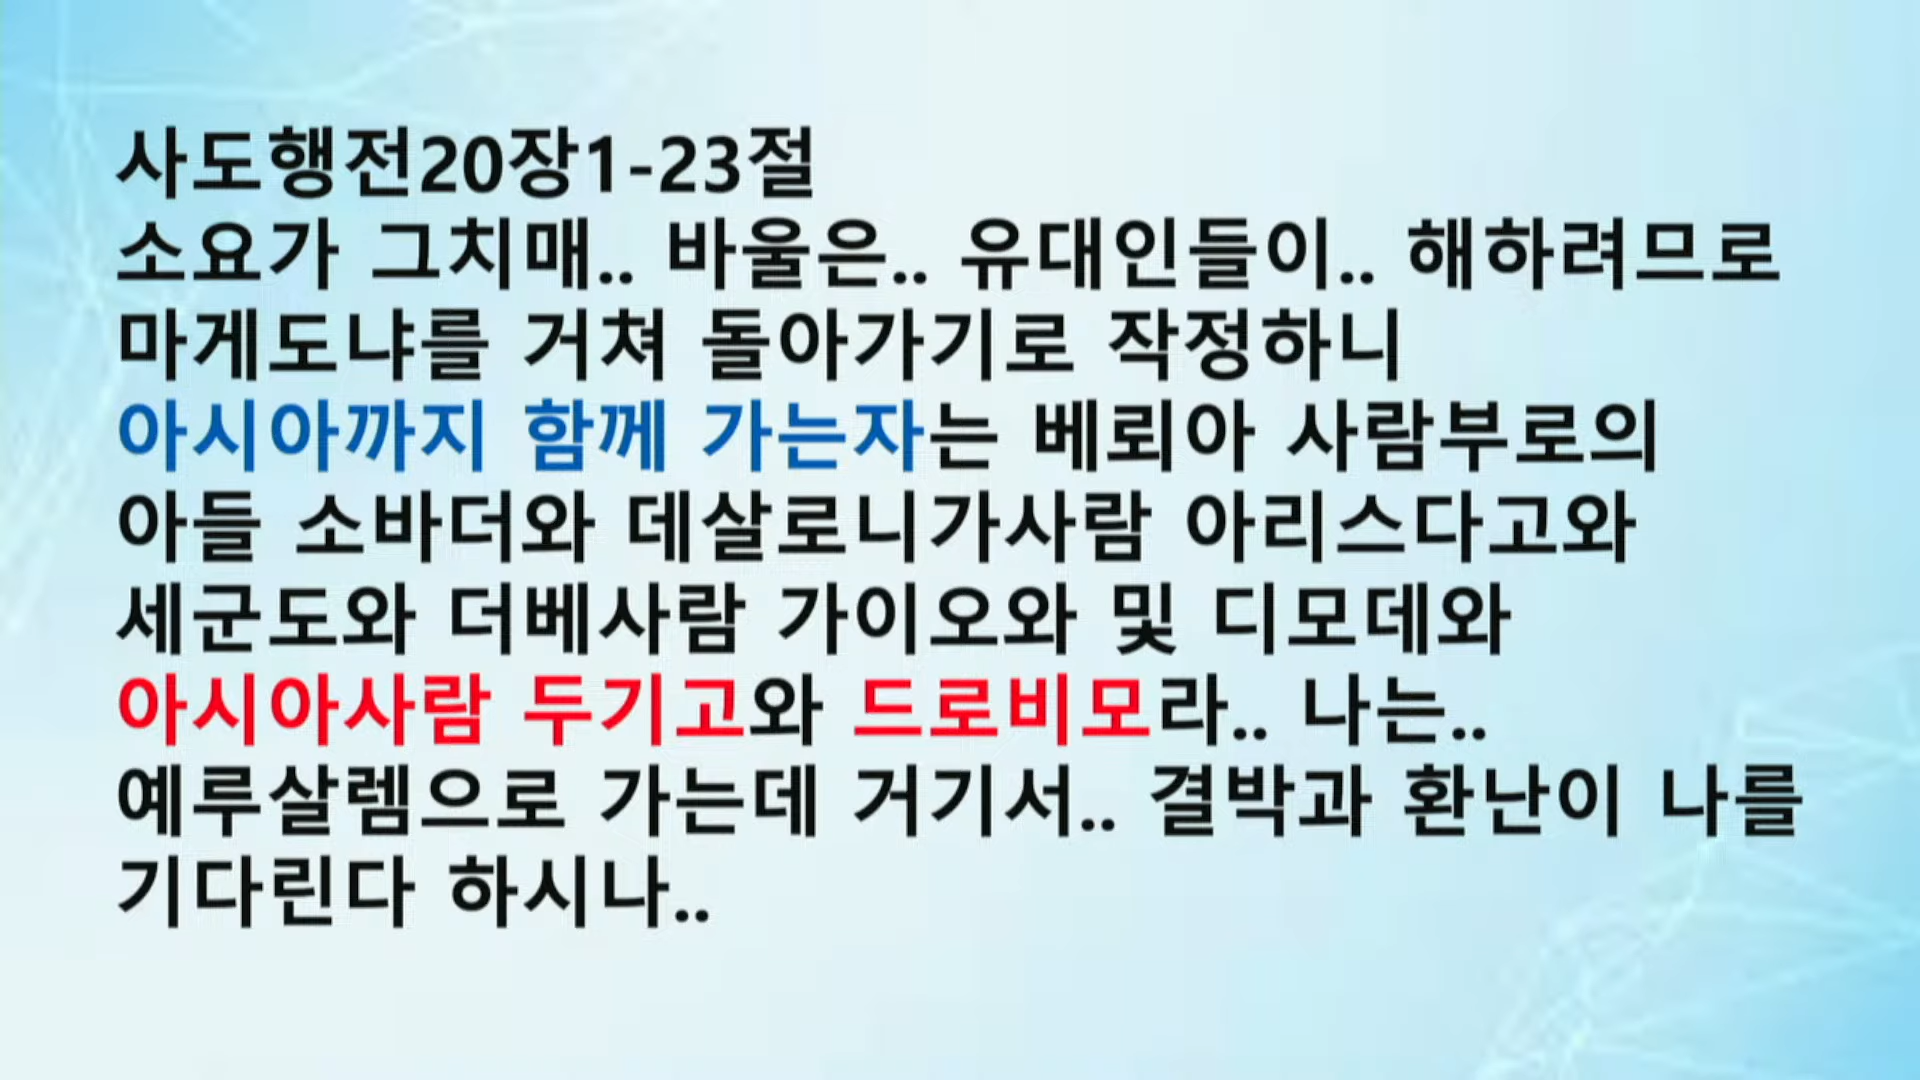 사도행전20장1-23절
소요가 그치매.. 바울은.. 유대인들이.. 해하려므로
마게도냐를 거쳐 돌아가기로 작정하니
아시아까지 함께 가는자는 베뢰아 사람부로의
아들 소바더와 데살로니가사람 아리스다고와
세군도와 더베사람 가이오와 및 디모데와
아시아사람 두기고와 드로비모라.. 나는..
예루살렘으로 가는데 거기서.. 결박과 환난이 나를
기다린다 하시나..